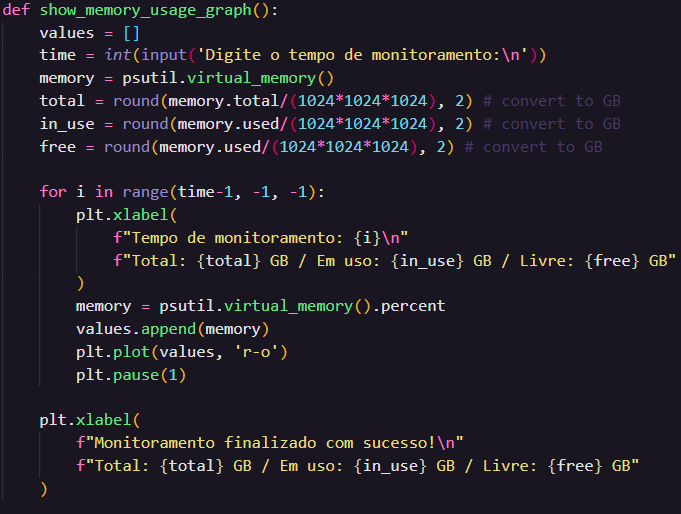 def show_memory_usage_graph():
    values = []
    time = int(input('Digite o tempo de monitoramento:\n'))
    memory = psutil.virtual_memory()
    total = round(memory.total/(1024*1024*1024), 2) # convert to GB
    in_use = round(memory.used/(1024*1024*1024), 2) # convert to GB
    free = round(memory.used/(1024*1024*1024), 2) # convert to GB

    for i in range(time-1, -1, -1):
        plt.xlabel(
            f"Tempo de monitoramento: {i}\n"
            f"Total: {total} GB / Em uso: {in_use} GB / Livre: {free} GB"
        )
        memory = psutil.virtual_memory().percent
        values.append(memory)
        plt.plot(values, 'r-o')
        plt.pause(1)

    plt.xlabel(
        f"Monitoramento finalizado com sucesso!\n"
        f"Total: {total} GB / Em uso: {in_use} GB / Livre: {free} GB"
    )